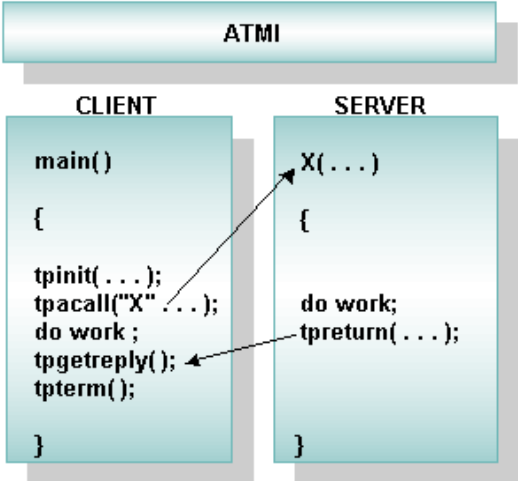 ATMI
CLIENT
main( )
{
tpinit( . . . );
tpacall("X" . . . );
do work ;
tpgetreply( );
tpterm( );
}
SERVER
X( . . . )
{
do work;
tpreturn( . . . );
}